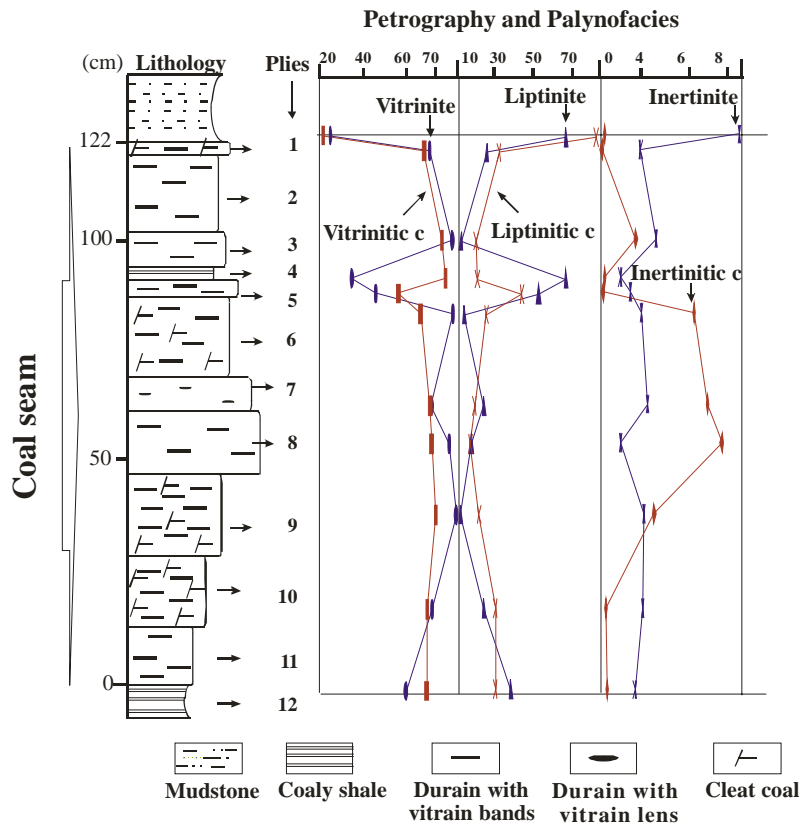 Petrography and Palynofacies
(cm) Lithology Plies
20 40 60 70 10 30 50 70 0 4 6 8
Vitrinite Liptinite Inertinite
122 1
2
Vitrinitic c Liptinitic c
100 3
4 Inertinitic c
5
6
7
8
50
9
10
11
0
12
Coal seam
Mudstone Coaly shale Durain with vitrain bands Durain with vitrain lens Cleat coal